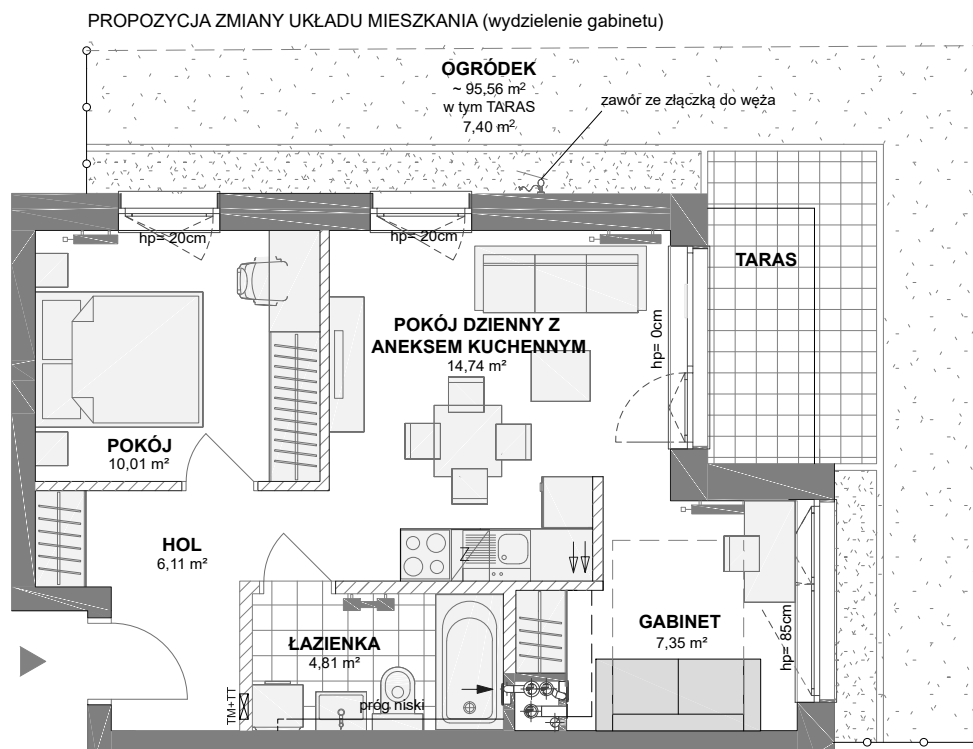 PROPOZYCJA ZMIANY UKŁADU MIESZKANIA (wydzielenie gabinetu)
OGRÓDEK
~ 95,56 m²
w tym TARAS
7,40 m²
zawór ze złączką do węża
hp= 20cm
hp= 20cm
TARAS
POKÓJ DZIENNY Z
ANEKSEM KUCHENNYM
14,74 m²
hp= 0cm
POKÓJ
10,01 m²
HOL
6,11 m²
Z
GABINET
7,35 m²
hp= 85cm
ŁAZIENKA
4,81 m²
próg niski
TM+TT